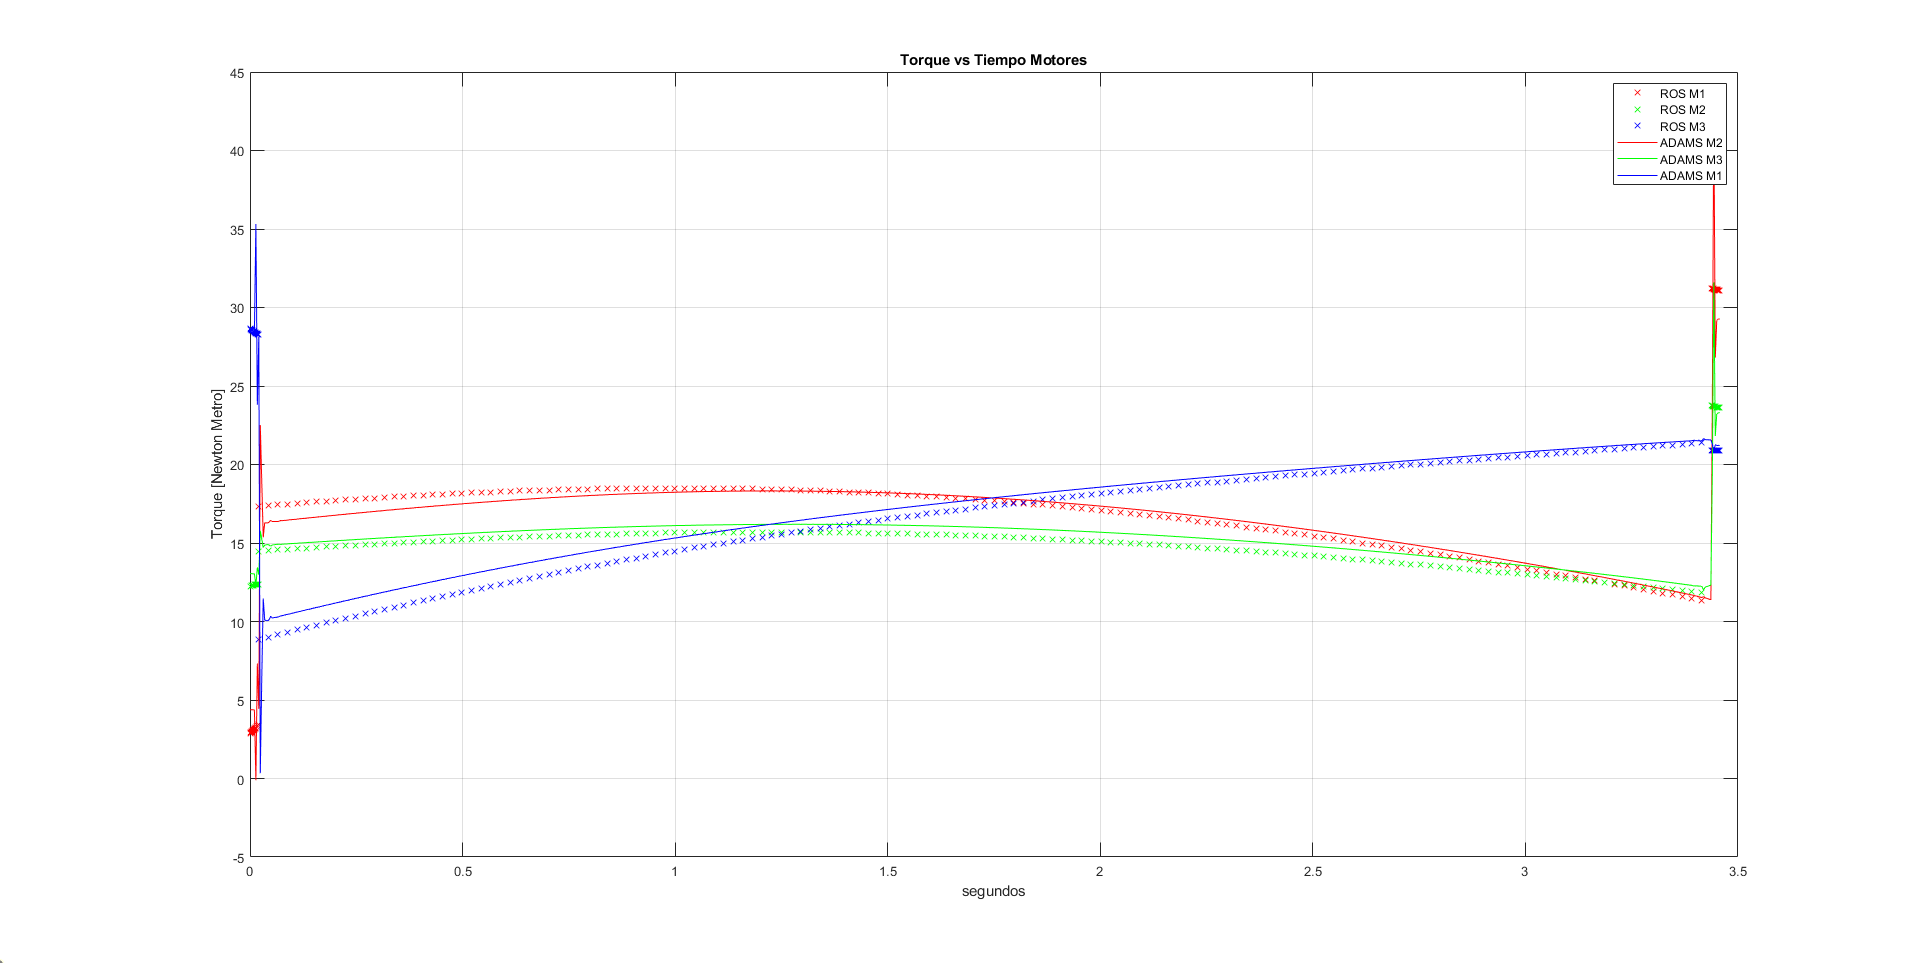 Torque vs Tiempo Motores
45
40
35
30
25
20
15
10
5
0
-5
Torque [Newton Metro]
ROS M1
ROS M2
ROS M3
ADAMS M2
ADAMS M3
ADAMS M1
0 0.5 1 1.5 2 2.5 3 3.5
segundos